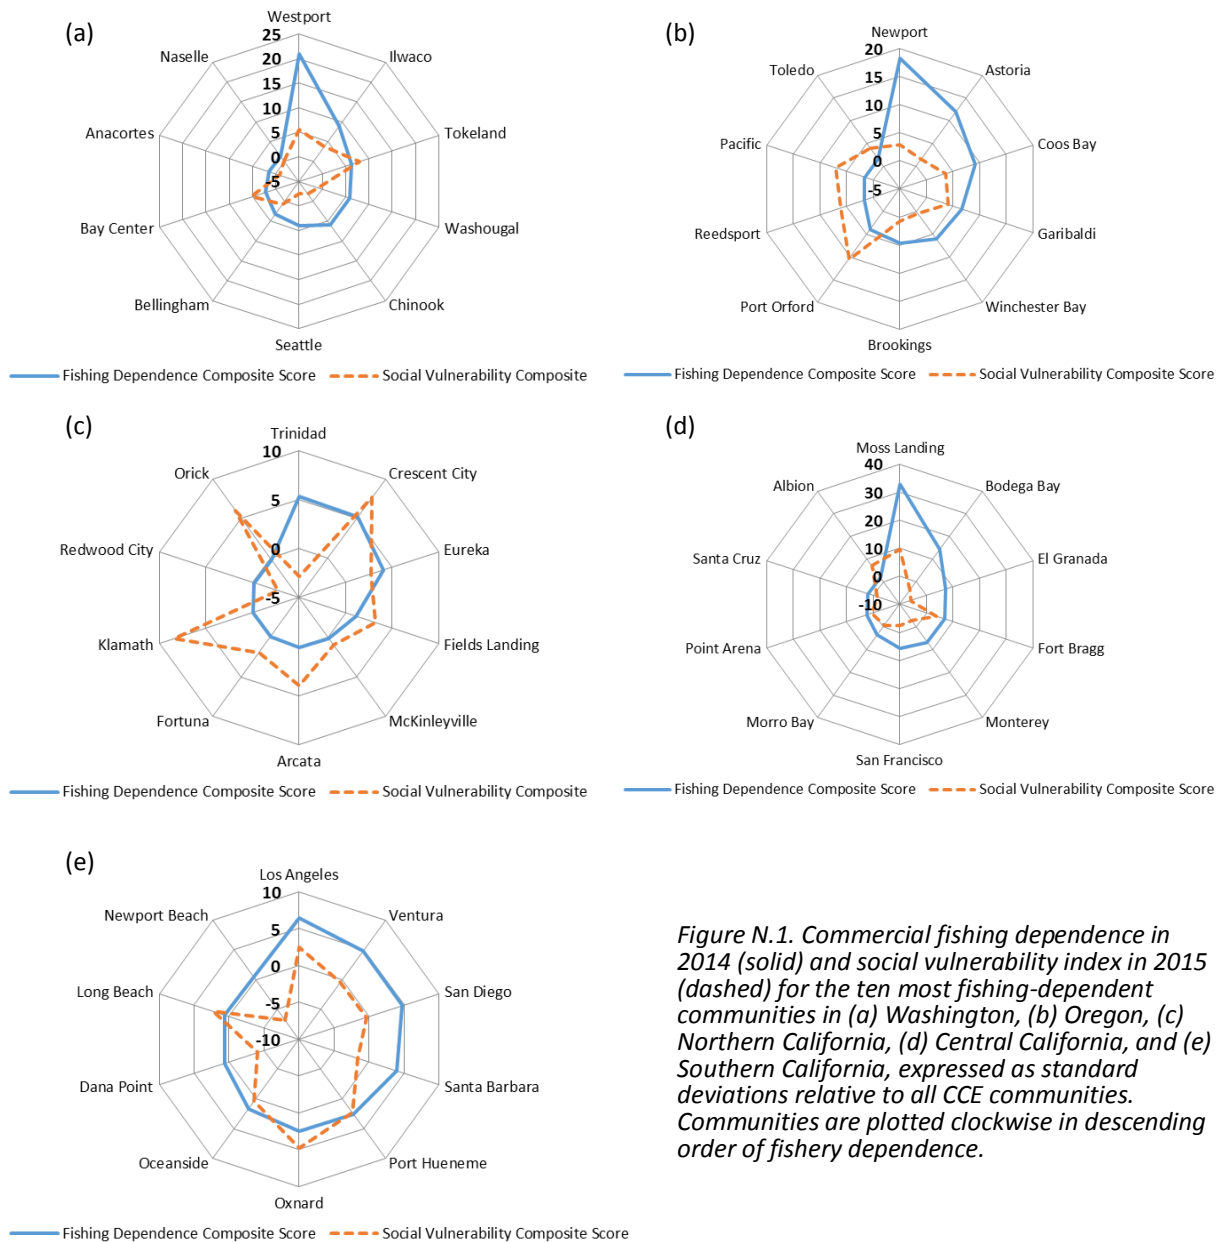 (a)
Westport
25
20
15
10
5
0
-5
Naselle
Ilwaco
Anacortes
Tokeland
Bay Center
Washougal
Bellingham
Chinook
Seattle
Fishing Dependence Composite Score
Social Vulnerability Composite
(b)
Newport
20
15
10
5
0
-5
Toledo
Astoria
Pacific
Coos Bay
Reedsport
Garibaldi
Port Orford
Winchester Bay
Brookings
Fishing Dependence Composite Score
Social Vulnerability Composite Score
(c)
Trinidad
10
5
0
-5
Orick
Crescent City
Redwood City
Eureka
Klamath
Fields Landing
Fortuna
McKinleyville
Arcata
Fishing Dependence Composite Score
Social Vulnerability Composite
(d)
Moss Landing
40
30
20
10
0
-10
Albion
Bodega Bay
Santa Cruz
El Granada
Point Arena
Fort Bragg
Morro Bay
Monterey
San Francisco
Fishing Dependence Composite Score
Social Vulnerability Composite Score
(e)
Los Angeles
10
5
0
-5
-10
Newport Beach
Ventura
Long Beach
San Diego
Dana Point
Santa Barbara
Oceanside
Port Hueneme
Oxnard
Fishing Dependence Composite Score
Social Vulnerability Composite Score
Figure N.1. Commercial fishing dependence in
2014 (solid) and social vulnerability index in 2015
(dashed) for the ten most fishing-dependent
communities in (a) Washington, (b) Oregon, (c)
Northern California, (d) Central California, and (e)
Southern California, expressed as standard
deviations relative to all CCE communities.
Communities are plotted clockwise in descending
order of fishery dependence.